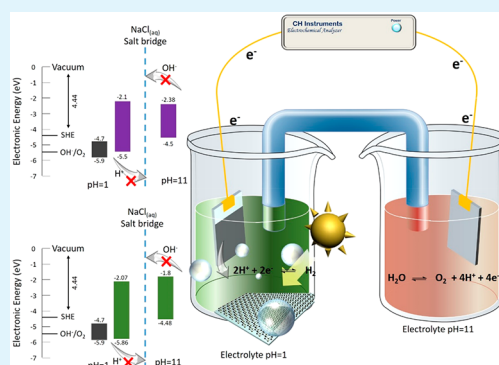 NaCl(aq)
Salt bridge
OH-
Electronic Energy (eV)
0
-1
-2
-3
-4
-5
-6
-7
Vacuum
4.44
SHE
OH-/O2
-4.7
-5.9
-2.1
-5.5
-2.38
-4.5
H+
pH=1
pH=11
NaCl(aq)
Salt bridge
OH-
Electronic Energy (eV)
0
-1
-2
-3
-4
-5
-6
-7
Vacuum
4.44
SHE
OH-/O2
-4.7
-5.9
-2.07
-5.86
-1.8
-4.48
H+
pH=1
pH=11
CH Instruments
Electrochemical Analyzer
Power
e-
e-
e-
e-
2H+ + 2e- ⇌ H2
H2O ⇌ O2 + 4H+ + 4e-
Electrolyte pH=1
Electrolyte pH=11